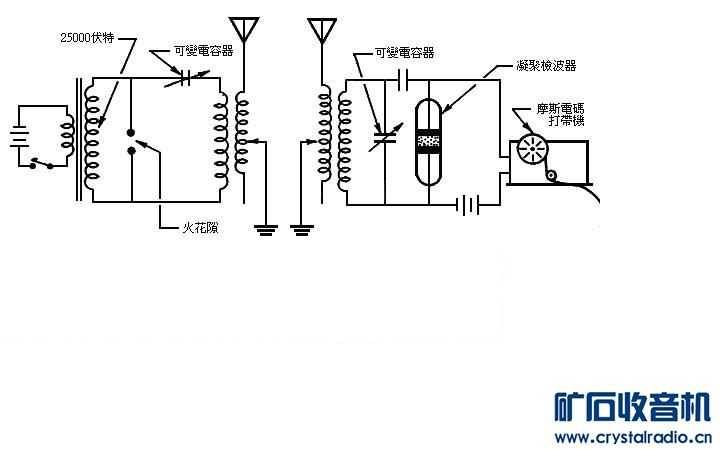 25000伏特
可變電容器
可變電容器
凝聚檢波器
摩斯電碼
打帶機
火花隙
矿石收音机
www.crystalradio.cn